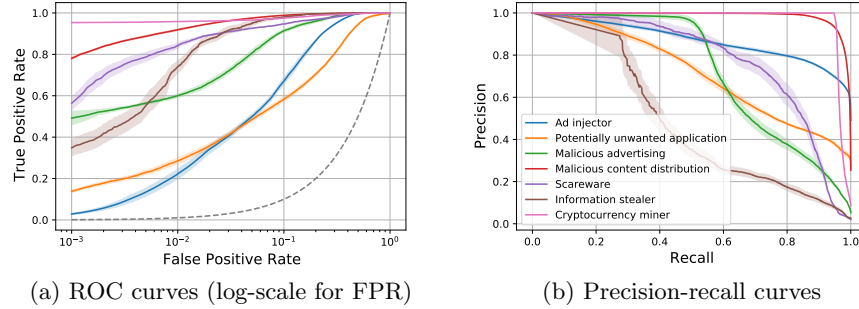 1.0
0.8
0.6
0.4
0.2
0.0
True Positive Rate
10⁻³
10⁻²
10⁻¹
10⁰
False Positive Rate
(a) ROC curves (log-scale for FPR)
1.0
0.8
0.6
0.4
0.2
0.0
Precision
Ad injector
Potentially unwanted application
Malicious advertising
Malicious content distribution
Scareware
Information stealer
Cryptocurrency miner
0.0
0.2
0.4
0.6
0.8
1.0
Recall
(b) Precision-recall curves